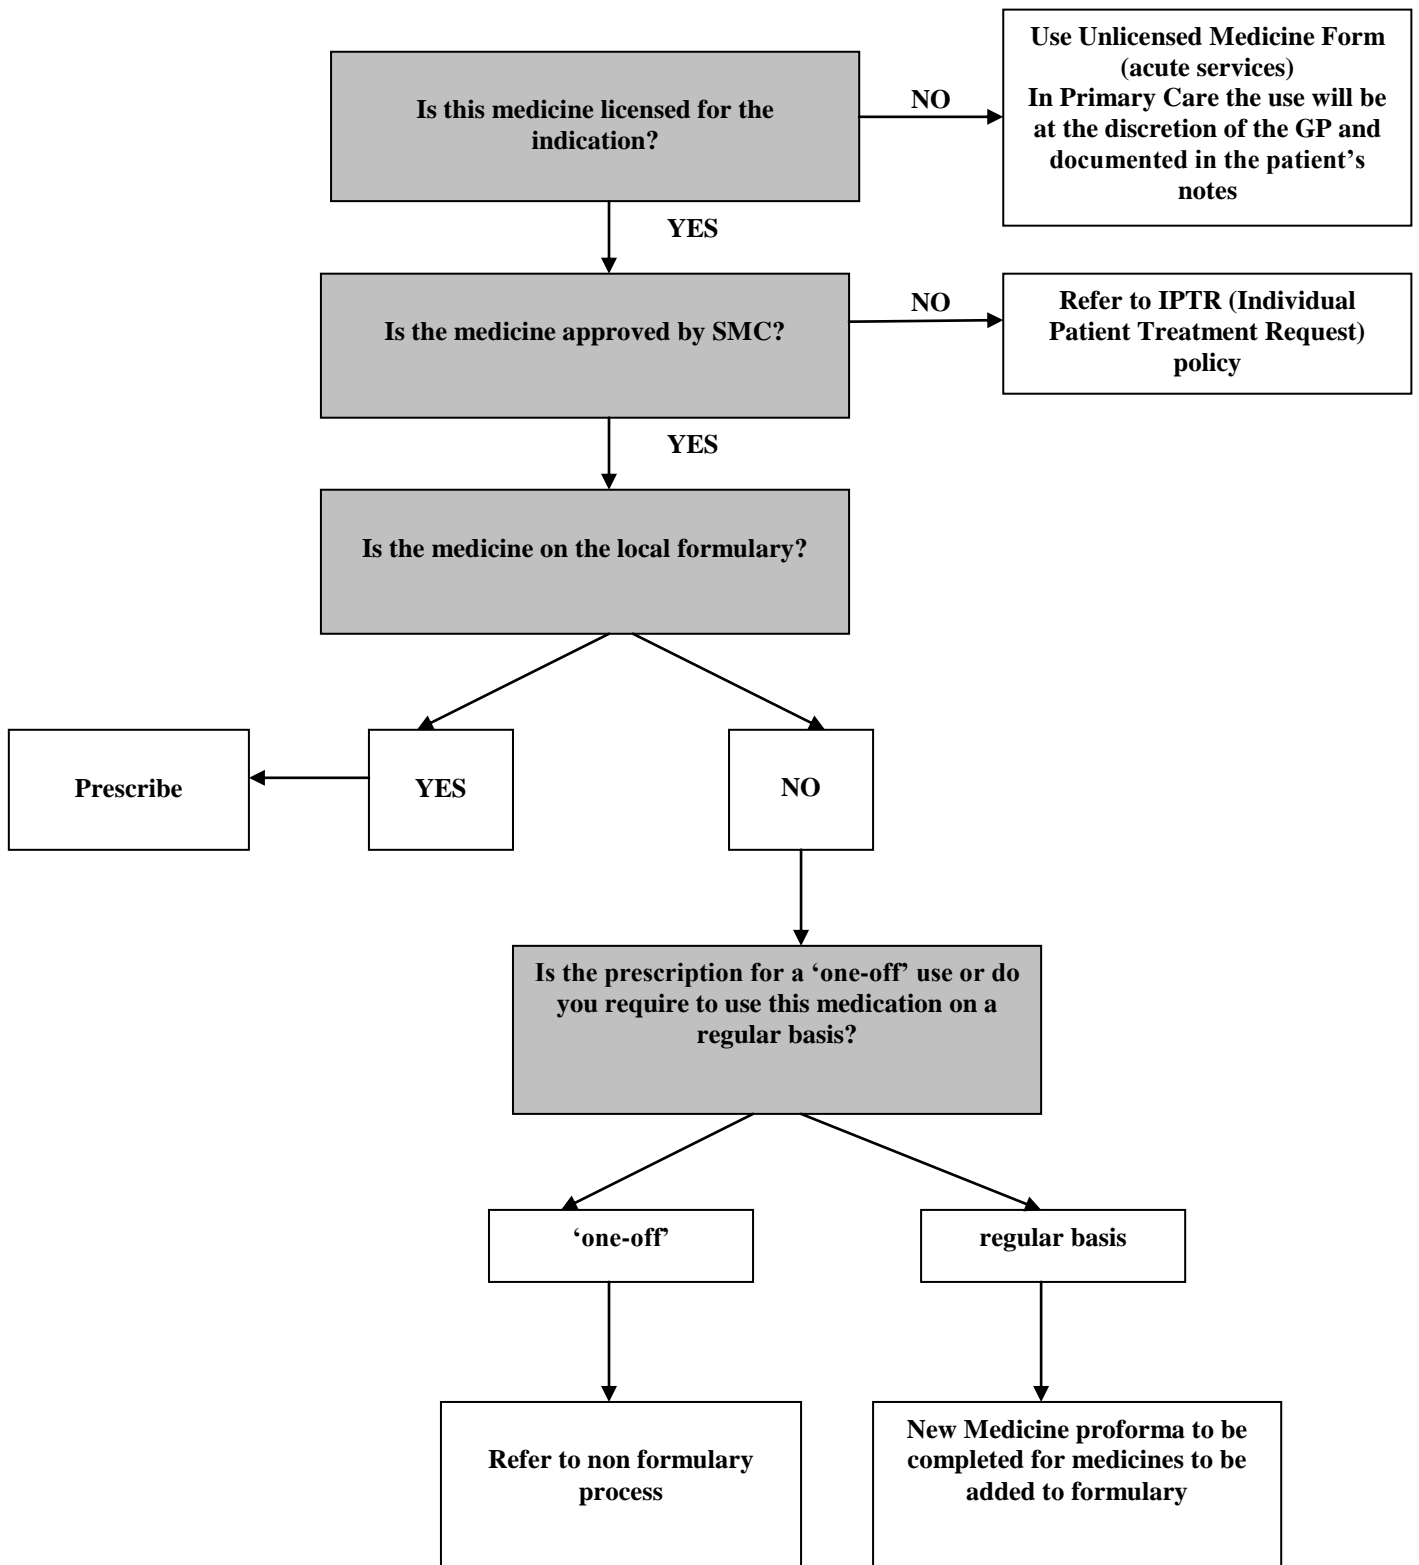 Use Unlicensed Medicine Form
(acute services)
In Primary Care the use will be
at the discretion of the GP and
documented in the patient’s
notes
Is this medicine licensed for the
indication?
NO
YES
Is the medicine approved by SMC?
NO
Refer to IPTR (Individual
Patient Treatment Request)
policy
YES
Is the medicine on the local formulary?
Prescribe
YES
NO
Is the prescription for a ‘one-off’ use or do
you require to use this medication on a
regular basis?
‘one-off’
regular basis
Refer to non formulary
process
New Medicine proforma to be
completed for medicines to be
added to formulary